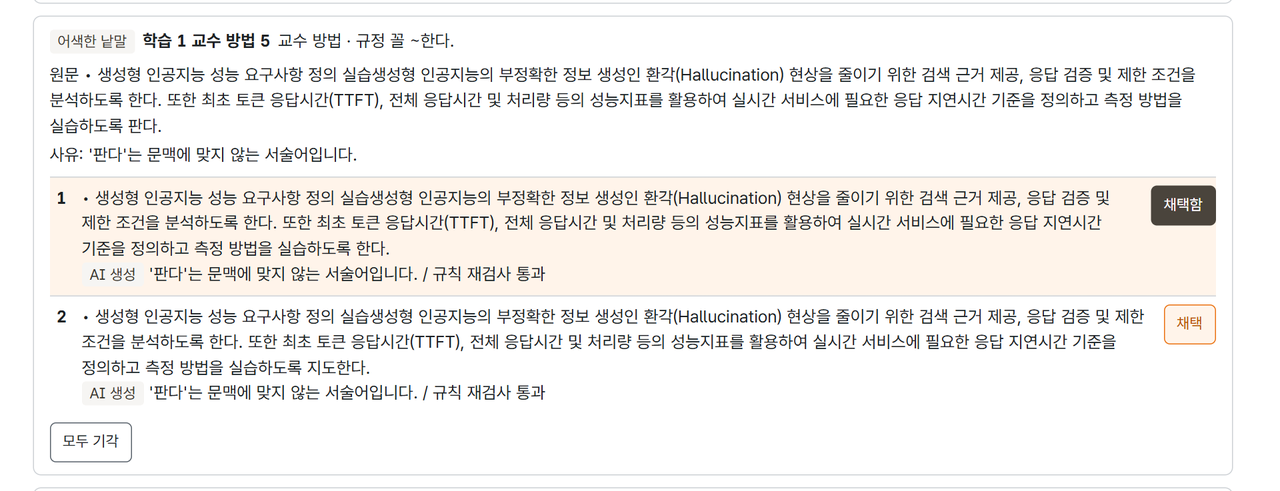 어색한 낱말 학습 1 교수 방법 5 교수 방법 · 규정 꼴 ~한다.
원문 • 생성형 인공지능 성능 요구사항 정의 실습생성형 인공지능의 부정확한 정보 생성인 환각(Hallucination) 현상을 줄이기 위한 검색 근거 제공, 응답 검증 및 제한 조건을
분석하도록 한다. 또한 최초 토큰 응답시간(TTFT), 전체 응답시간 및 처리량 등의 성능지표를 활용하여 실시간 서비스에 필요한 응답 지연시간 기준을 정의하고 측정 방법을
실습하도록 판다.
사유: '판다'는 문맥에 맞지 않는 서술어입니다.
1 • 생성형 인공지능 성능 요구사항 정의 실습생성형 인공지능의 부정확한 정보 생성인 환각(Hallucination) 현상을 줄이기 위한 검색 근거 제공, 응답 검증 및 채택함
제한 조건을 분석하도록 한다. 또한 최초 토큰 응답시간(TTFT), 전체 응답시간 및 처리량 등의 성능지표를 활용하여 실시간 서비스에 필요한 응답 지연시간
기준을 정의하고 측정 방법을 실습하도록 한다.
AI 생성 '판다'는 문맥에 맞지 않는 서술어입니다. / 규칙 재검사 통과
2 • 생성형 인공지능 성능 요구사항 정의 실습생성형 인공지능의 부정확한 정보 생성인 환각(Hallucination) 현상을 줄이기 위한 검색 근거 제공, 응답 검증 및 제한 채택
조건을 분석하도록 한다. 또한 최초 토큰 응답시간(TTFT), 전체 응답시간 및 처리량 등의 성능지표를 활용하여 실시간 서비스에 필요한 응답 지연시간 기준을
정의하고 측정 방법을 실습하도록 지도한다.
AI 생성 '판다'는 문맥에 맞지 않는 서술어입니다. / 규칙 재검사 통과
모두 기각